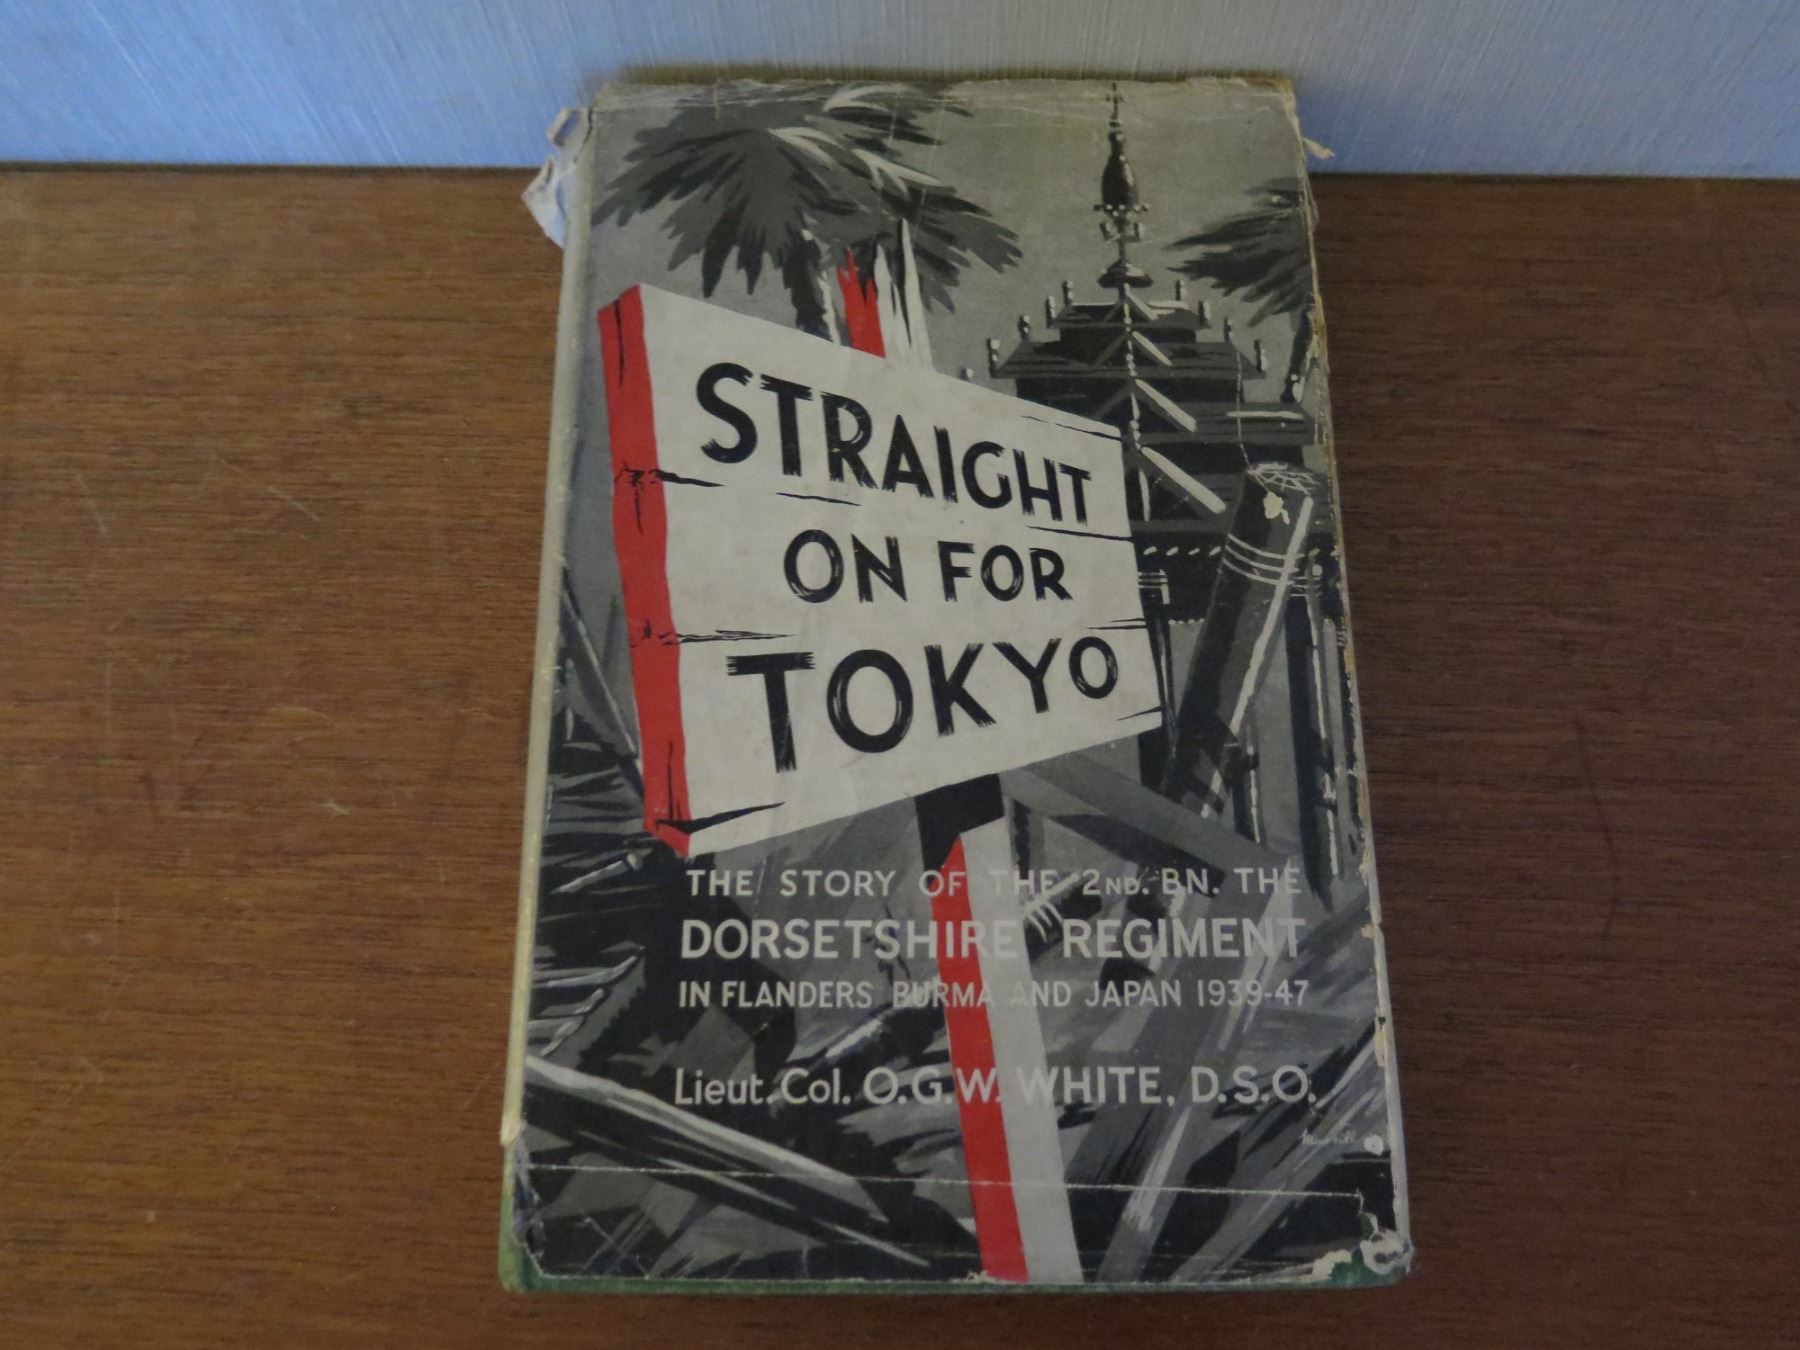 STRAIGHT
ON FOR
TOKYO
THE STORY OF THE 2ND. BN. THE
DORSETSHIRE REGIMENT
IN FLANDERS BURMA AND JAPAN 1939-47
Lieut. Col. O.G.W. WHITE, D.S.O.